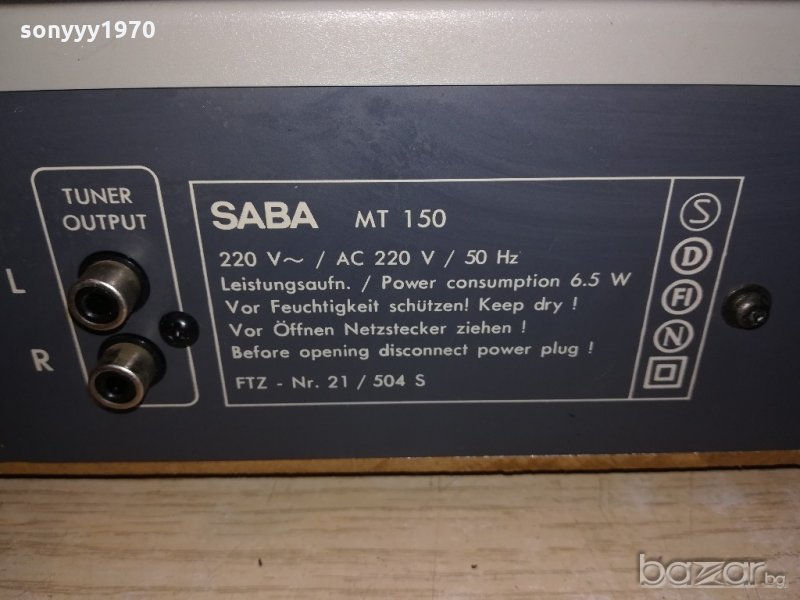 sonyyy1970
TUNER
OUTPUT
L
R
SABA MT 150
220 V~ / AC 220 V / 50 Hz
Leistungsaufn. / Power consumption 6.5 W
Vor Feuchtigkeit schützen! Keep dry !
Vor Öffnen Netzstecker ziehen !
Before opening disconnect power plug !
FTZ - Nr. 21 / 504 S
S
D
FI
N
bazar.bg